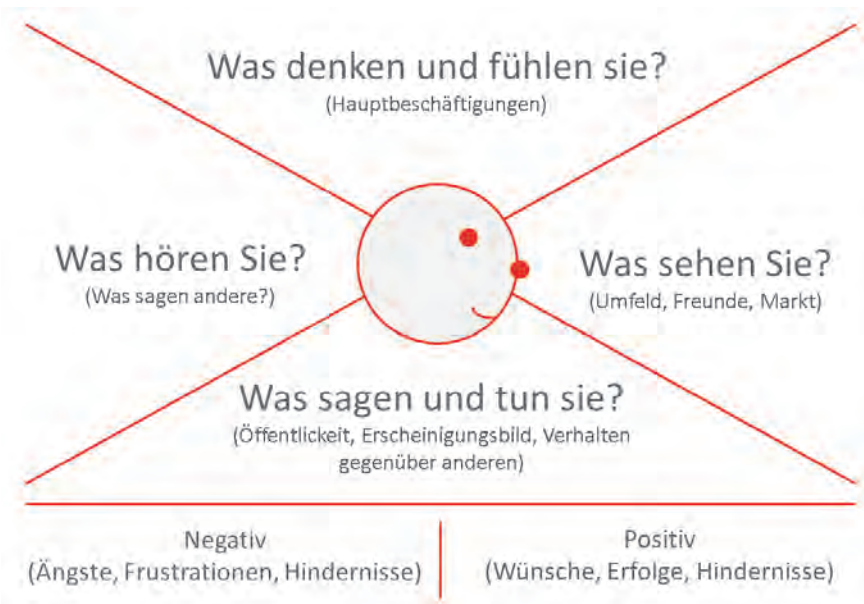 Was denken und fühlen sie?
(Hauptbeschäftigungen)
Was hören Sie?
(Was sagen andere?)
Was sehen Sie?
(Umfeld, Freunde, Markt)
Was sagen und tun sie?
(Öffentlickeit, Erscheinigungsbild, Verhalten
gegenüber anderen)
Negativ
(Ängste, Frustrationen, Hindernisse)
Positiv
(Wünsche, Erfolge, Hindernisse)